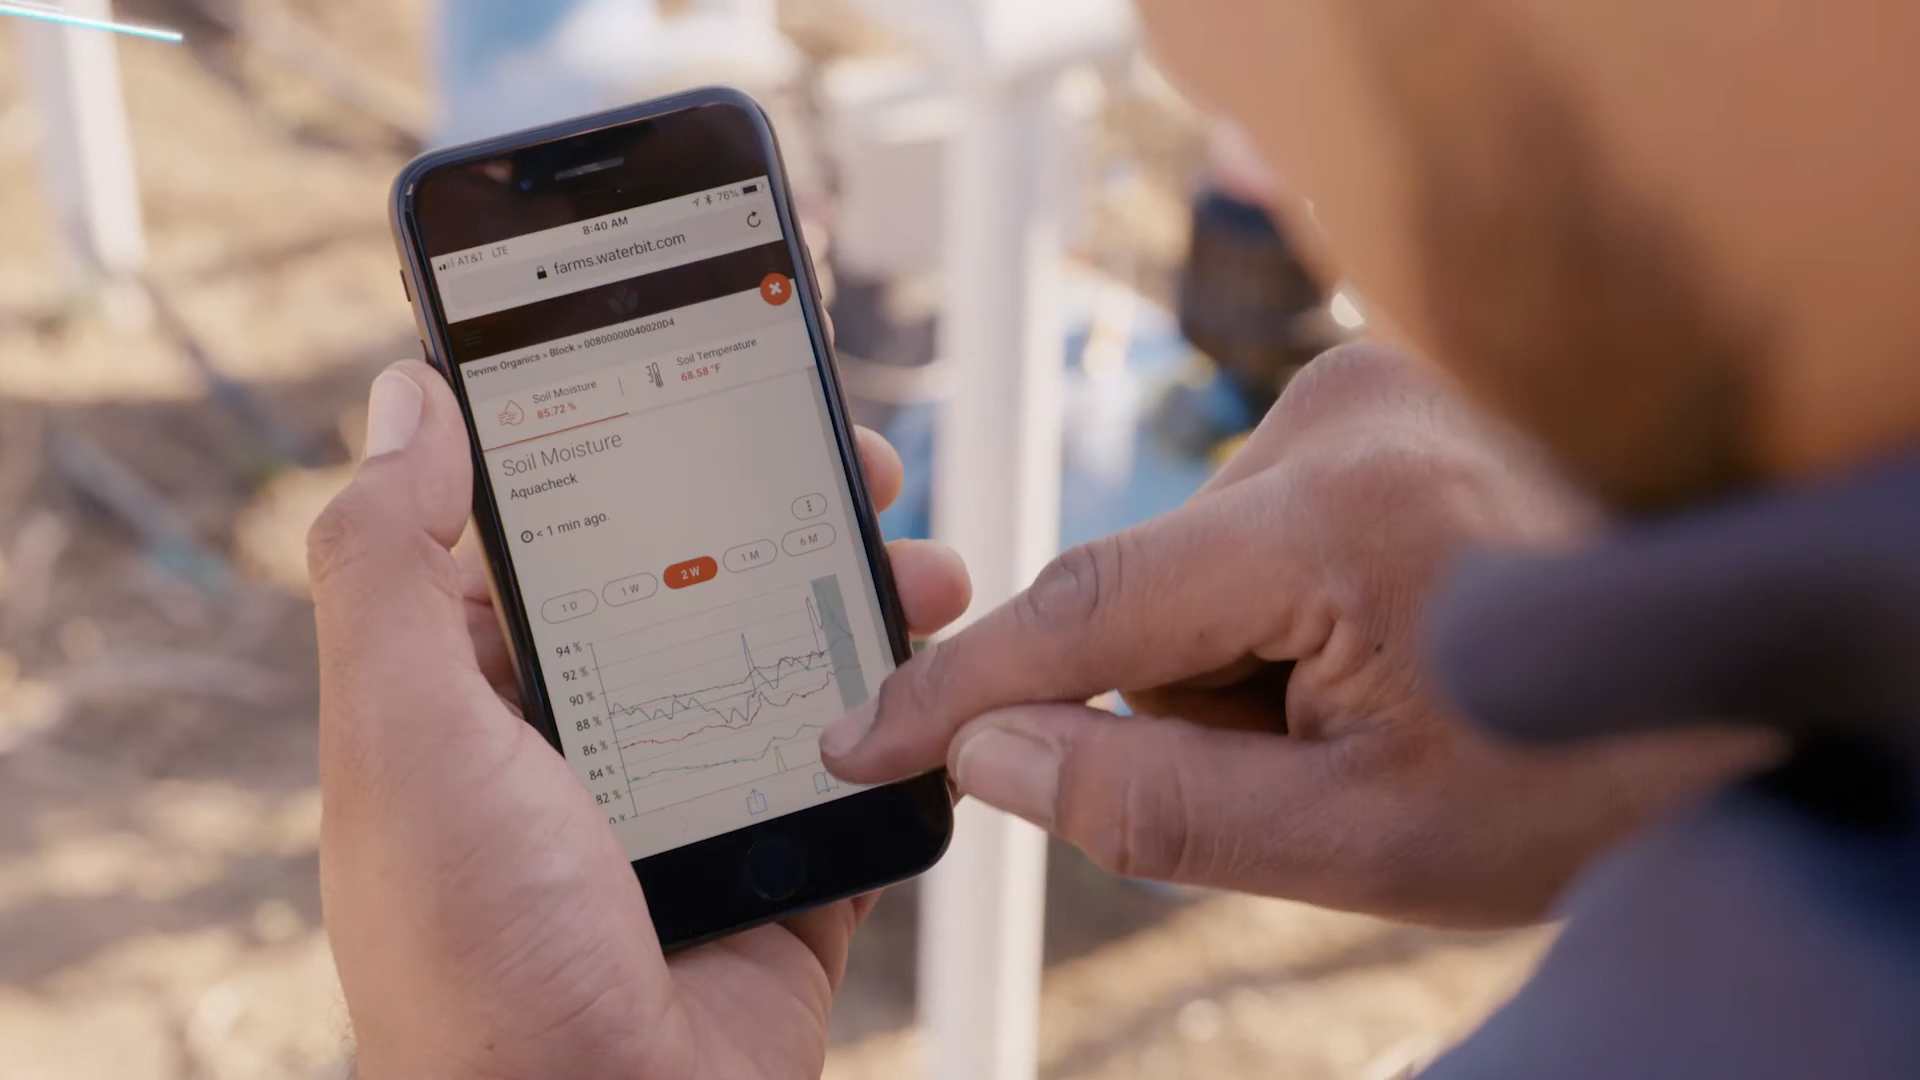 AT&T LTE 8:40 AM 76%
farms.waterbit.com
Devine Organics » Block » 00800000040020D4
Soil Moisture
85.72 %
Soil Temperature
68.58 °F
Soil Moisture
Aquacheck
< 1 min ago.
1 D 1 W 2 W 1 M 6 M
94 %
92 %
90 %
88 %
86 %
84 %
82 %